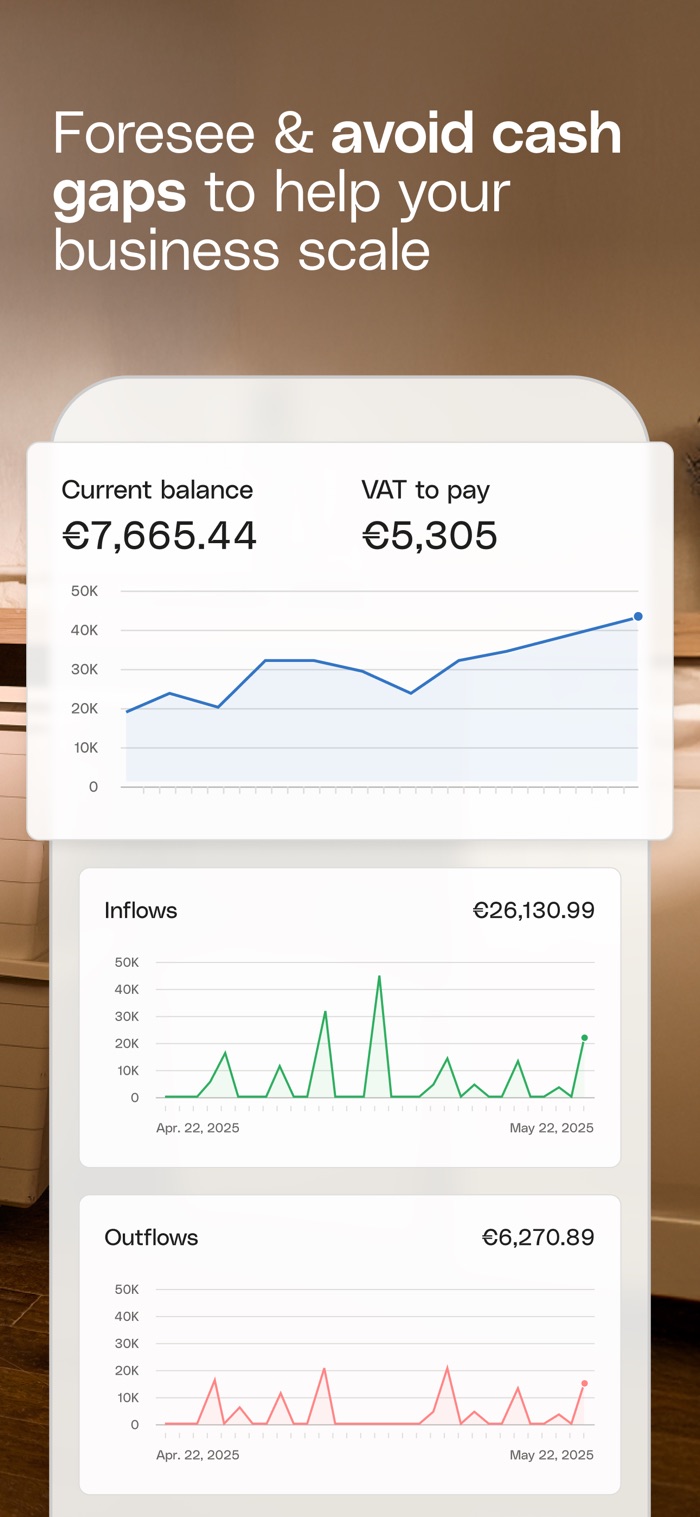 Foresee & avoid cash
gaps to help your
business scale
Current balance
VAT to pay
€7,665.44
€5,305
50K
40K
30K
20K
10K
0
Inflows
€26,130.99
50K
40K
30K
20K
10K
0
Apr. 22, 2025
May 22, 2025
Outflows
€6,270.89
50K
40K
30K
20K
10K
0
Apr. 22, 2025
May 22, 2025